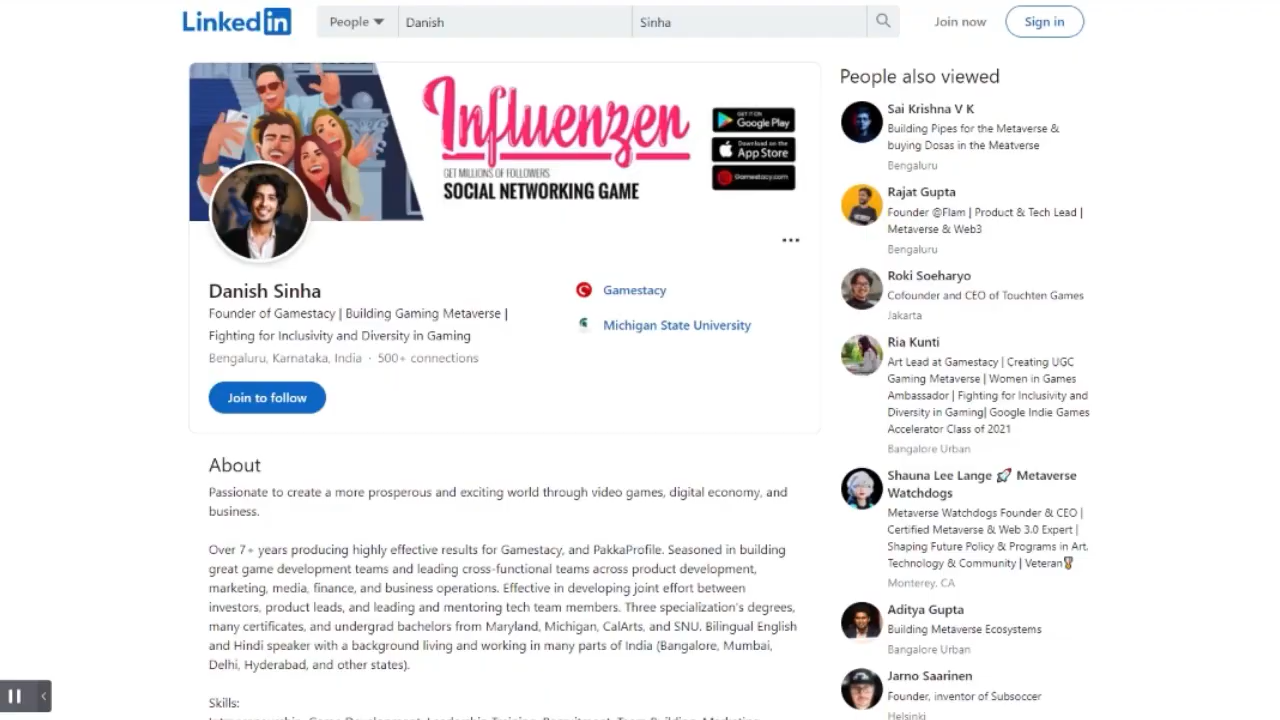 LinkedIn
People
Danish
Sinha
Join now
Sign in
Influenzer
GET MILLIONS OF FOLLOWERS
SOCIAL NETWORKING GAME
GET IT ON
Google Play
Download on the
App Store
Gamestacy.com
Danish Sinha
Founder of Gamestacy | Building Gaming Metaverse |
Fighting for Inclusivity and Diversity in Gaming
Bengaluru, Karnataka, India · 500+ connections
Join to follow
Gamestacy
Michigan State University
About
Passionate to create a more prosperous and exciting world through video games, digital economy, and
business.
Over 7+ years producing highly effective results for Gamestacy, and PakkaProfile. Seasoned in building
great game development teams and leading cross-functional teams across product development,
marketing, media, finance, and business operations. Effective in developing joint effort between
investors, product leads, and leading and mentoring tech team members. Three specialization's degrees,
many certificates, and undergrad bachelors from Maryland, Michigan, CalArts, and SNU. Bilingual English
and Hindi speaker with a background living and working in many parts of India (Bangalore, Mumbai,
Delhi, Hyderabad, and other states).
Skills:
People also viewed
Sai Krishna V K
Building Pipes for the Metaverse &
buying Dosas in the Meatverse
Bengaluru
Rajat Gupta
Founder @Flam | Product & Tech Lead |
Metaverse & Web3
Bengaluru
Roki Soeharyo
Cofounder and CEO of Touchten Games
Jakarta
Ria Kunti
Art Lead at Gamestacy | Creating UGC
Gaming Metaverse | Women in Games
Ambassador | Fighting for Inclusivity and
Diversity in Gaming| Google Indie Games
Accelerator Class of 2021
Bangalore Urban
Shauna Lee Lange 🚀 Metaverse
Watchdogs
Metaverse Watchdogs Founder & CEO |
Certified Metaverse & Web 3.0 Expert |
Shaping Future Policy & Programs in Art,
Technology & Community | Veteran🎖
Monterey, CA
Aditya Gupta
Building Metaverse Ecosystems
Bangalore Urban
Jarno Saarinen
Founder, inventor of Subsoccer
Helsinki